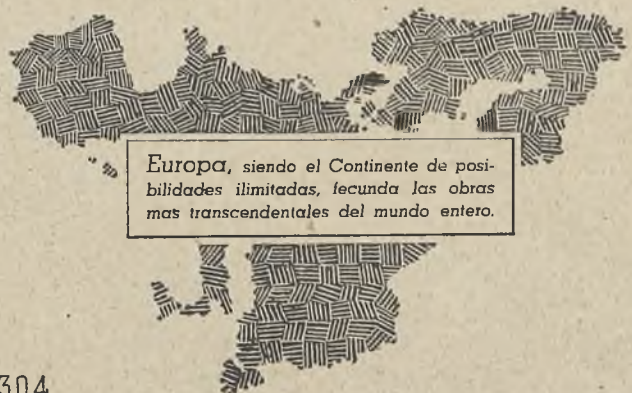 Europa, siendo el Continente de posi-
bilidades ilimitadas, fecunda las obras
mas transcendentales del mundo entero.
304